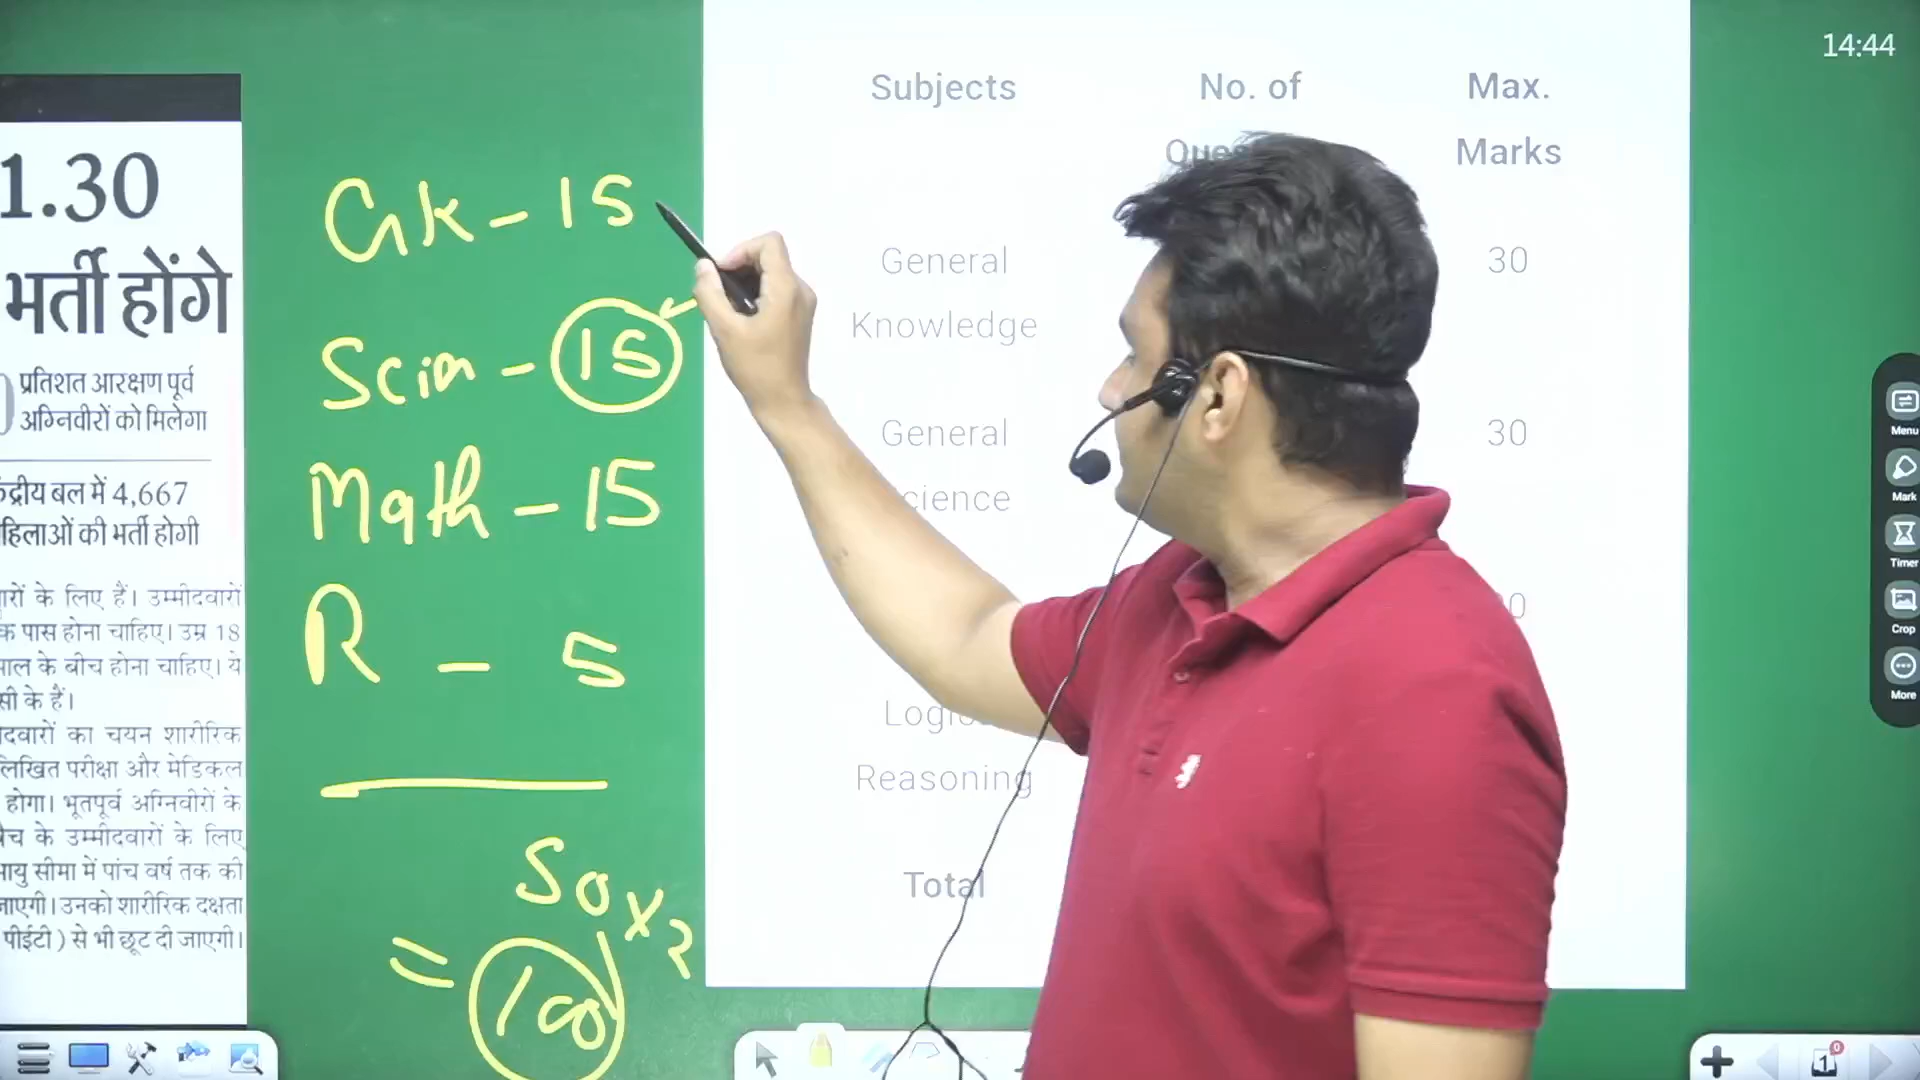 14:44
1.30
भर्ती होंगे
प्रतिशत आरक्षण पूर्व
अग्निवीरों को मिलेगा
केंद्रीय बल में 4,667
महिलाओं की भर्ती होगी
के लिए हैं। उम्मीदवारों
पास होना चाहिए। उम्र 18
साल के बीच होना चाहिए। ये
के हैं।
का चयन शारीरिक
लिखित परीक्षा और मेडिकल
होगा। भूतपूर्व अग्निवीरों के
के उम्मीदवारों के लिए
आयु सीमा में पांच वर्ष तक की
जाएगी। उनको शारीरिक दक्षता
पीईटी ) से भी छूट दी जाएगी।
GK - 15
Scien - 15
Math - 15
R - 5
50 x 2
= 100
Subjects No. of Max.
Marks
General 30
Knowledge
General 30
Reasoning
Total
Menu
Mark
Timer
Crop
More
1 0